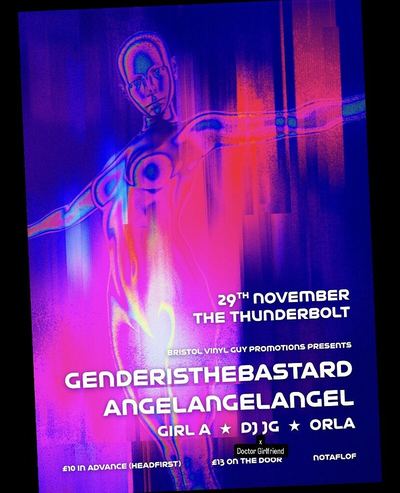 29TH NOVEMBER
THE THUNDERBOLT
BRISTOL VINYL GUY PROMOTIONS PRESENTS
GENDERISTHEBASTARD
ANGELANGELANGEL
GIRL A ★ DJ JG ★ ORLA
x
Doctor Girlfriend
£10 IN ADVANCE (HEADFIRST) £13 ON THE DOOR NOTAFLOF